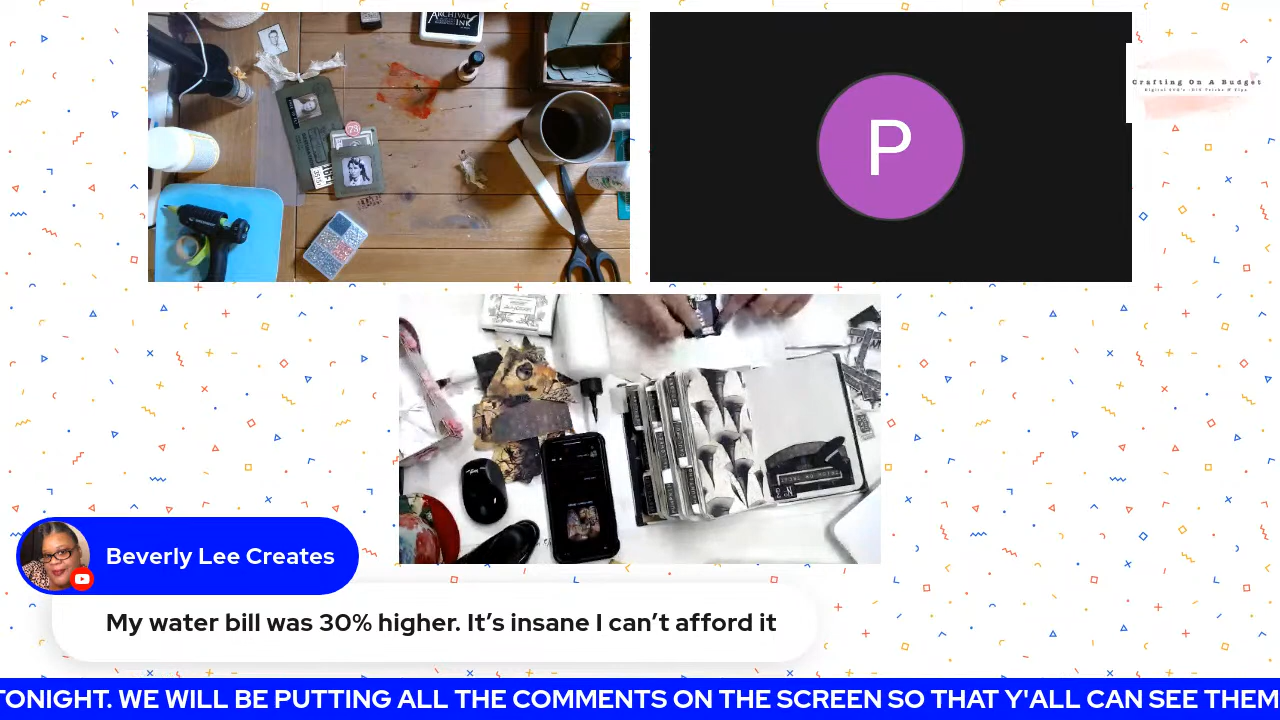 ARCHIVAL
INK
P
Crafting On A Budget
Beverly Lee Creates
My water bill was 30% higher. It’s insane I can’t afford it
TONIGHT. WE WILL BE PUTTING ALL THE COMMENTS ON THE SCREEN SO THAT Y'ALL CAN SEE THEM